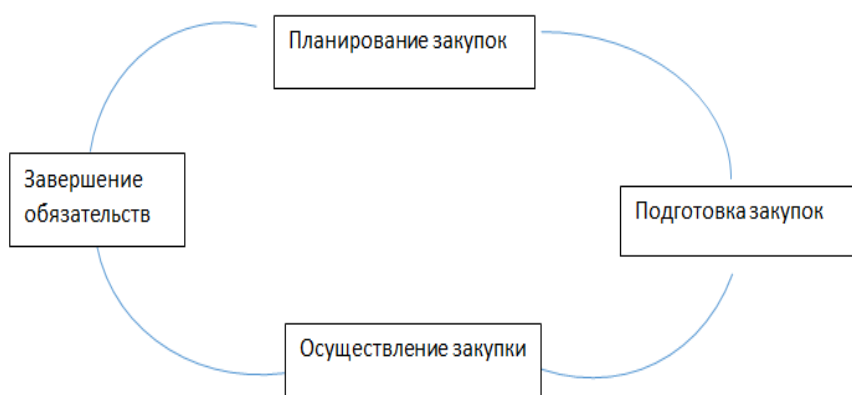 Планирование закупок
Завершение
обязательств
Подготовка закупок
Осуществление закупки